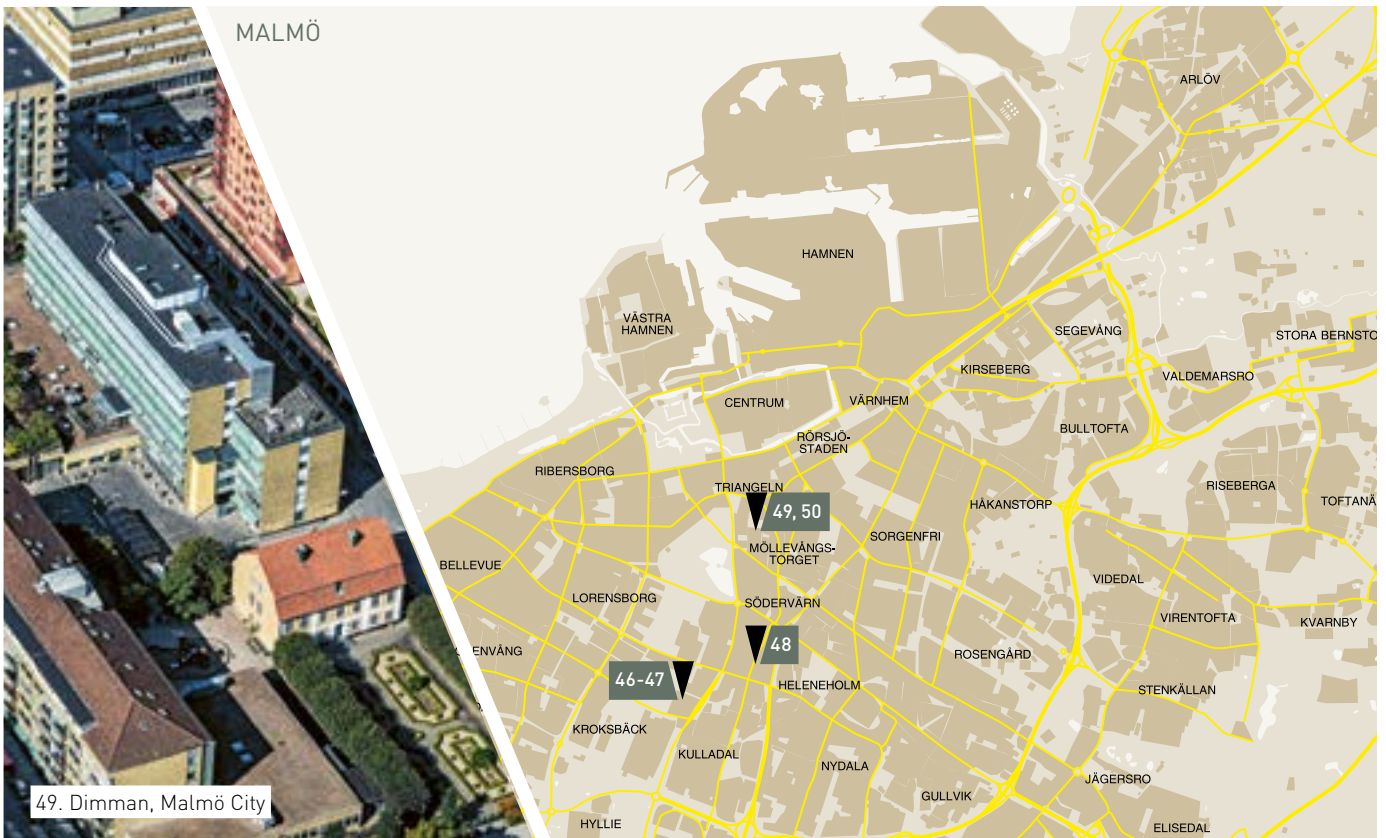 MALMÖ
ARLÖV
HAMNEN
VÄSTRA
HAMNEN
SEGEVÅNG
STORA BERNSTO
KIRSEBERG
VALDEMARSRO
CENTRUM
VÄRNHEM
BULLTOFTA
RÖRSJÖ-
STADEN
RIBERSBORG
TRIANGELN
RISEBERGA
TOFTANÄ
HÅKANSTORP
49, 50
SORGENFRI
MÖLLEVÅNGS-
TORGET
BELLEVUE
VIDEDAL
LORENSBORG
SÖDERVÄRN
VIRENTOFTA
KVARNBY
48
ENVÅNG
ROSENGÅRD
46-47
HELENEHOLM
STENKÄLLAN
KROKSBÄCK
KULLADAL
NYDALA
JÄGERSRO
GULLVIK
49. Dimman, Malmö City
HYLLIE
ELISEDAL